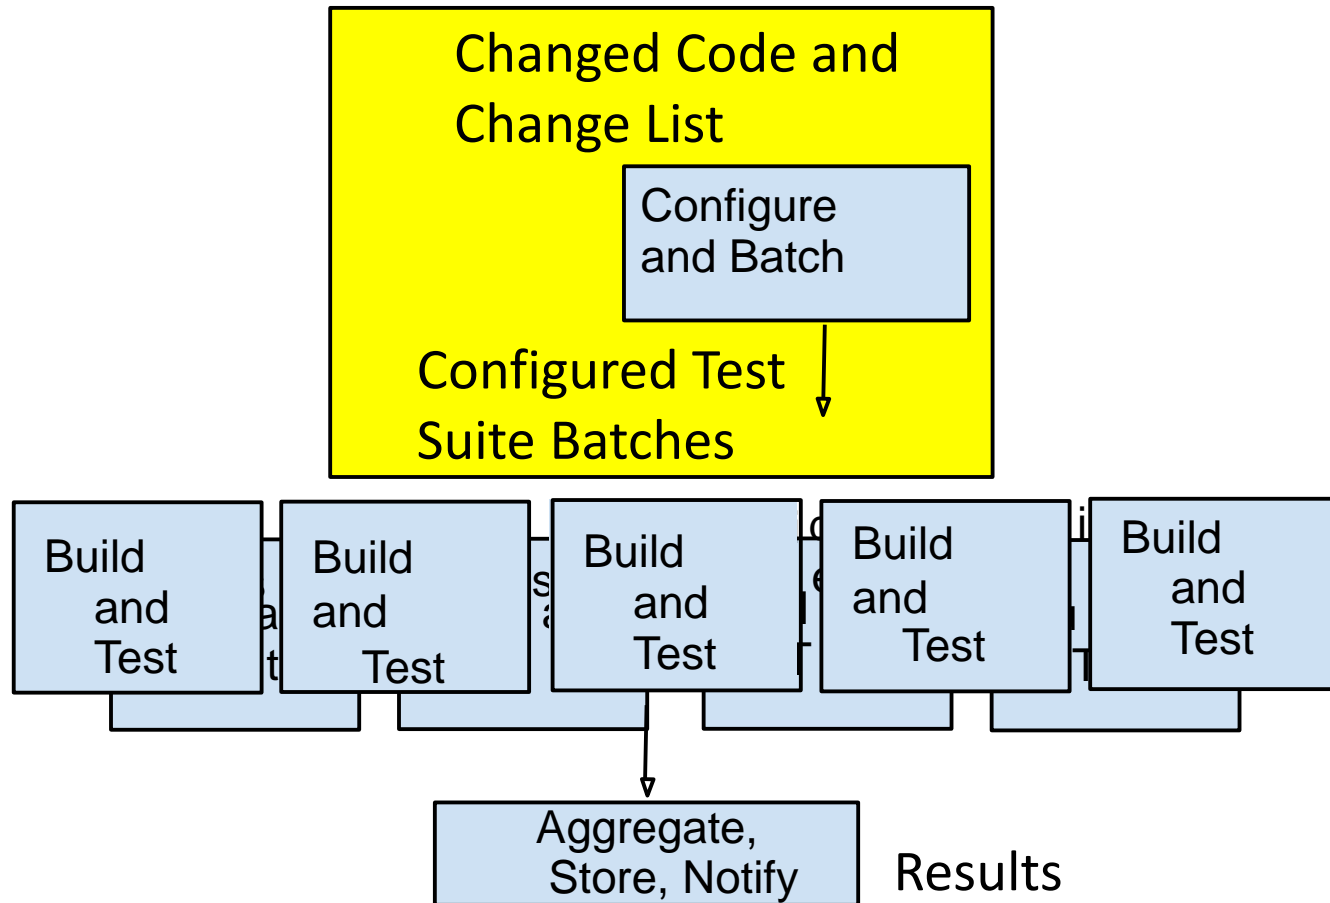 Changed Code and
Change List
Configure
and Batch
Configured Test
Suite Batches
Build
and
Test
Build
and
Test
Build
and
Test
Build
and
Test
Build
and
Test
Aggregate,
Store, Notify
Results